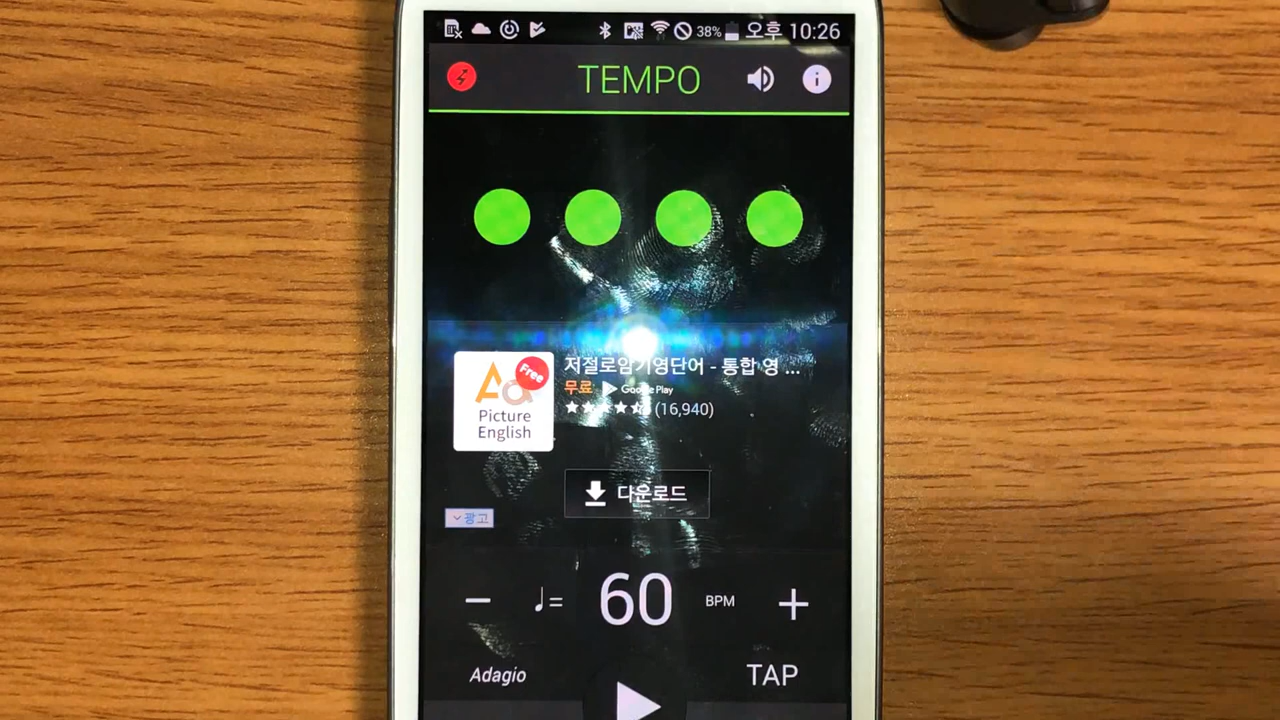 38% 오후 10:26
TEMPO
저절로암기영단어 - 통합 영 ...
Free
무료 Google Play
(16,940)
Picture
English
다운로드
광고
♩= 60 BPM
Adagio TAP